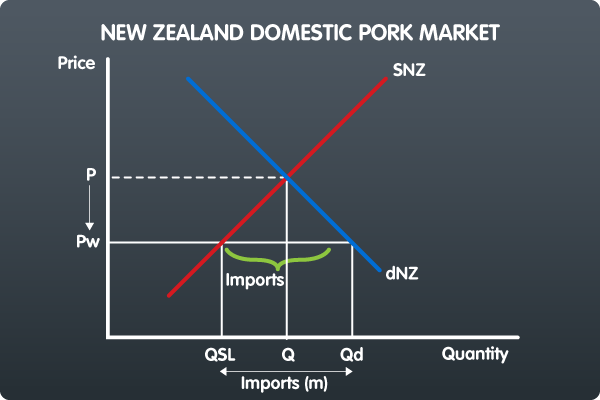 NEW ZEALAND DOMESTIC PORK MARKET
Price
SNZ
P
Pw
Imports
dNZ
QSL Q Qd Quantity
Imports (m)